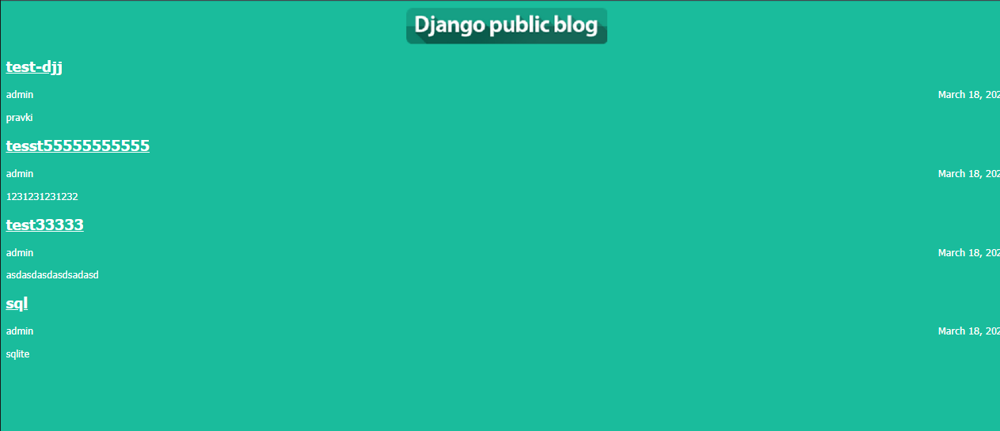 Django public blog
test-djj
admin March 18, 202
pravki
tesst55555555555
admin March 18, 202
1231231231232
test33333
admin March 18, 202
asdasdasdasdsadasd
sql
admin March 18, 202
sqlite